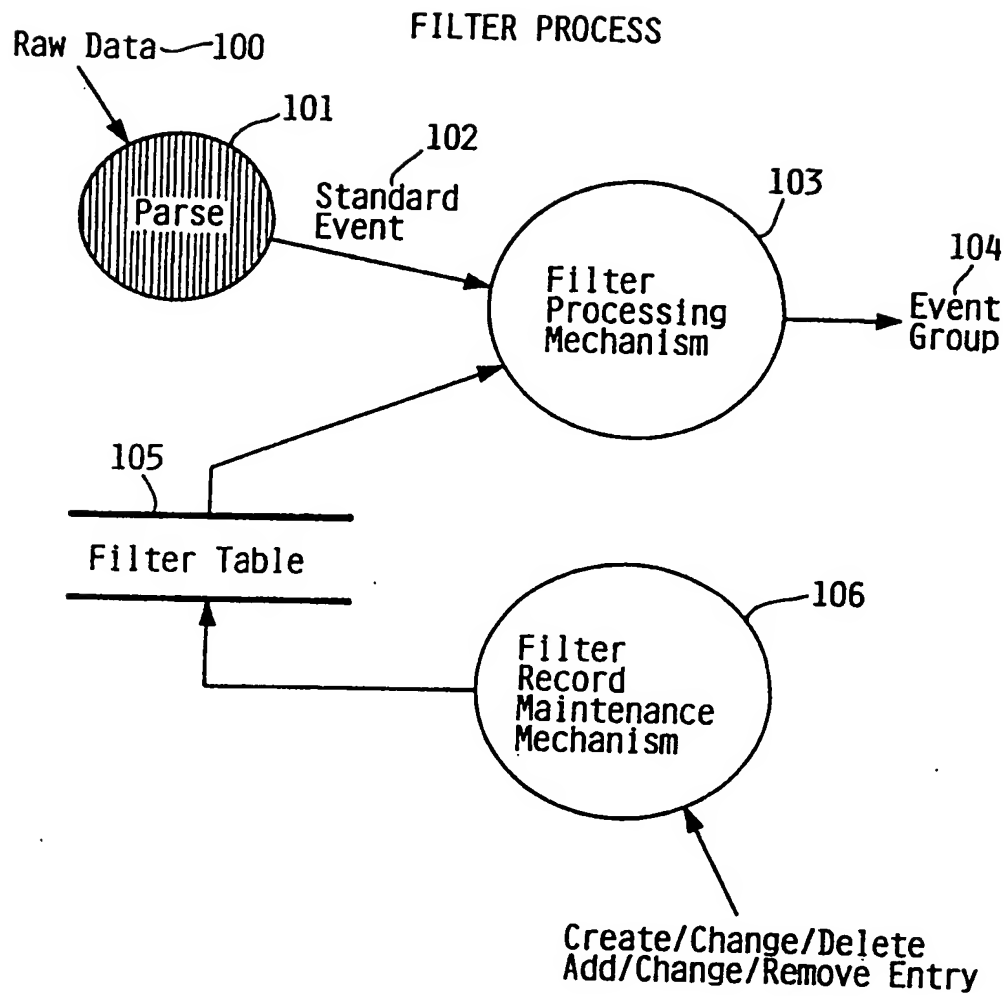 FILTER PROCESS
Raw Data 100
101
102
Parse
Standard
Event
103
104
Filter
Processing
Mechanism
Event
Group
105
Filter Table
106
Filter
Record
Maintenance
Mechanism
Create/Change/Delete
Add/Change/Remove Entry